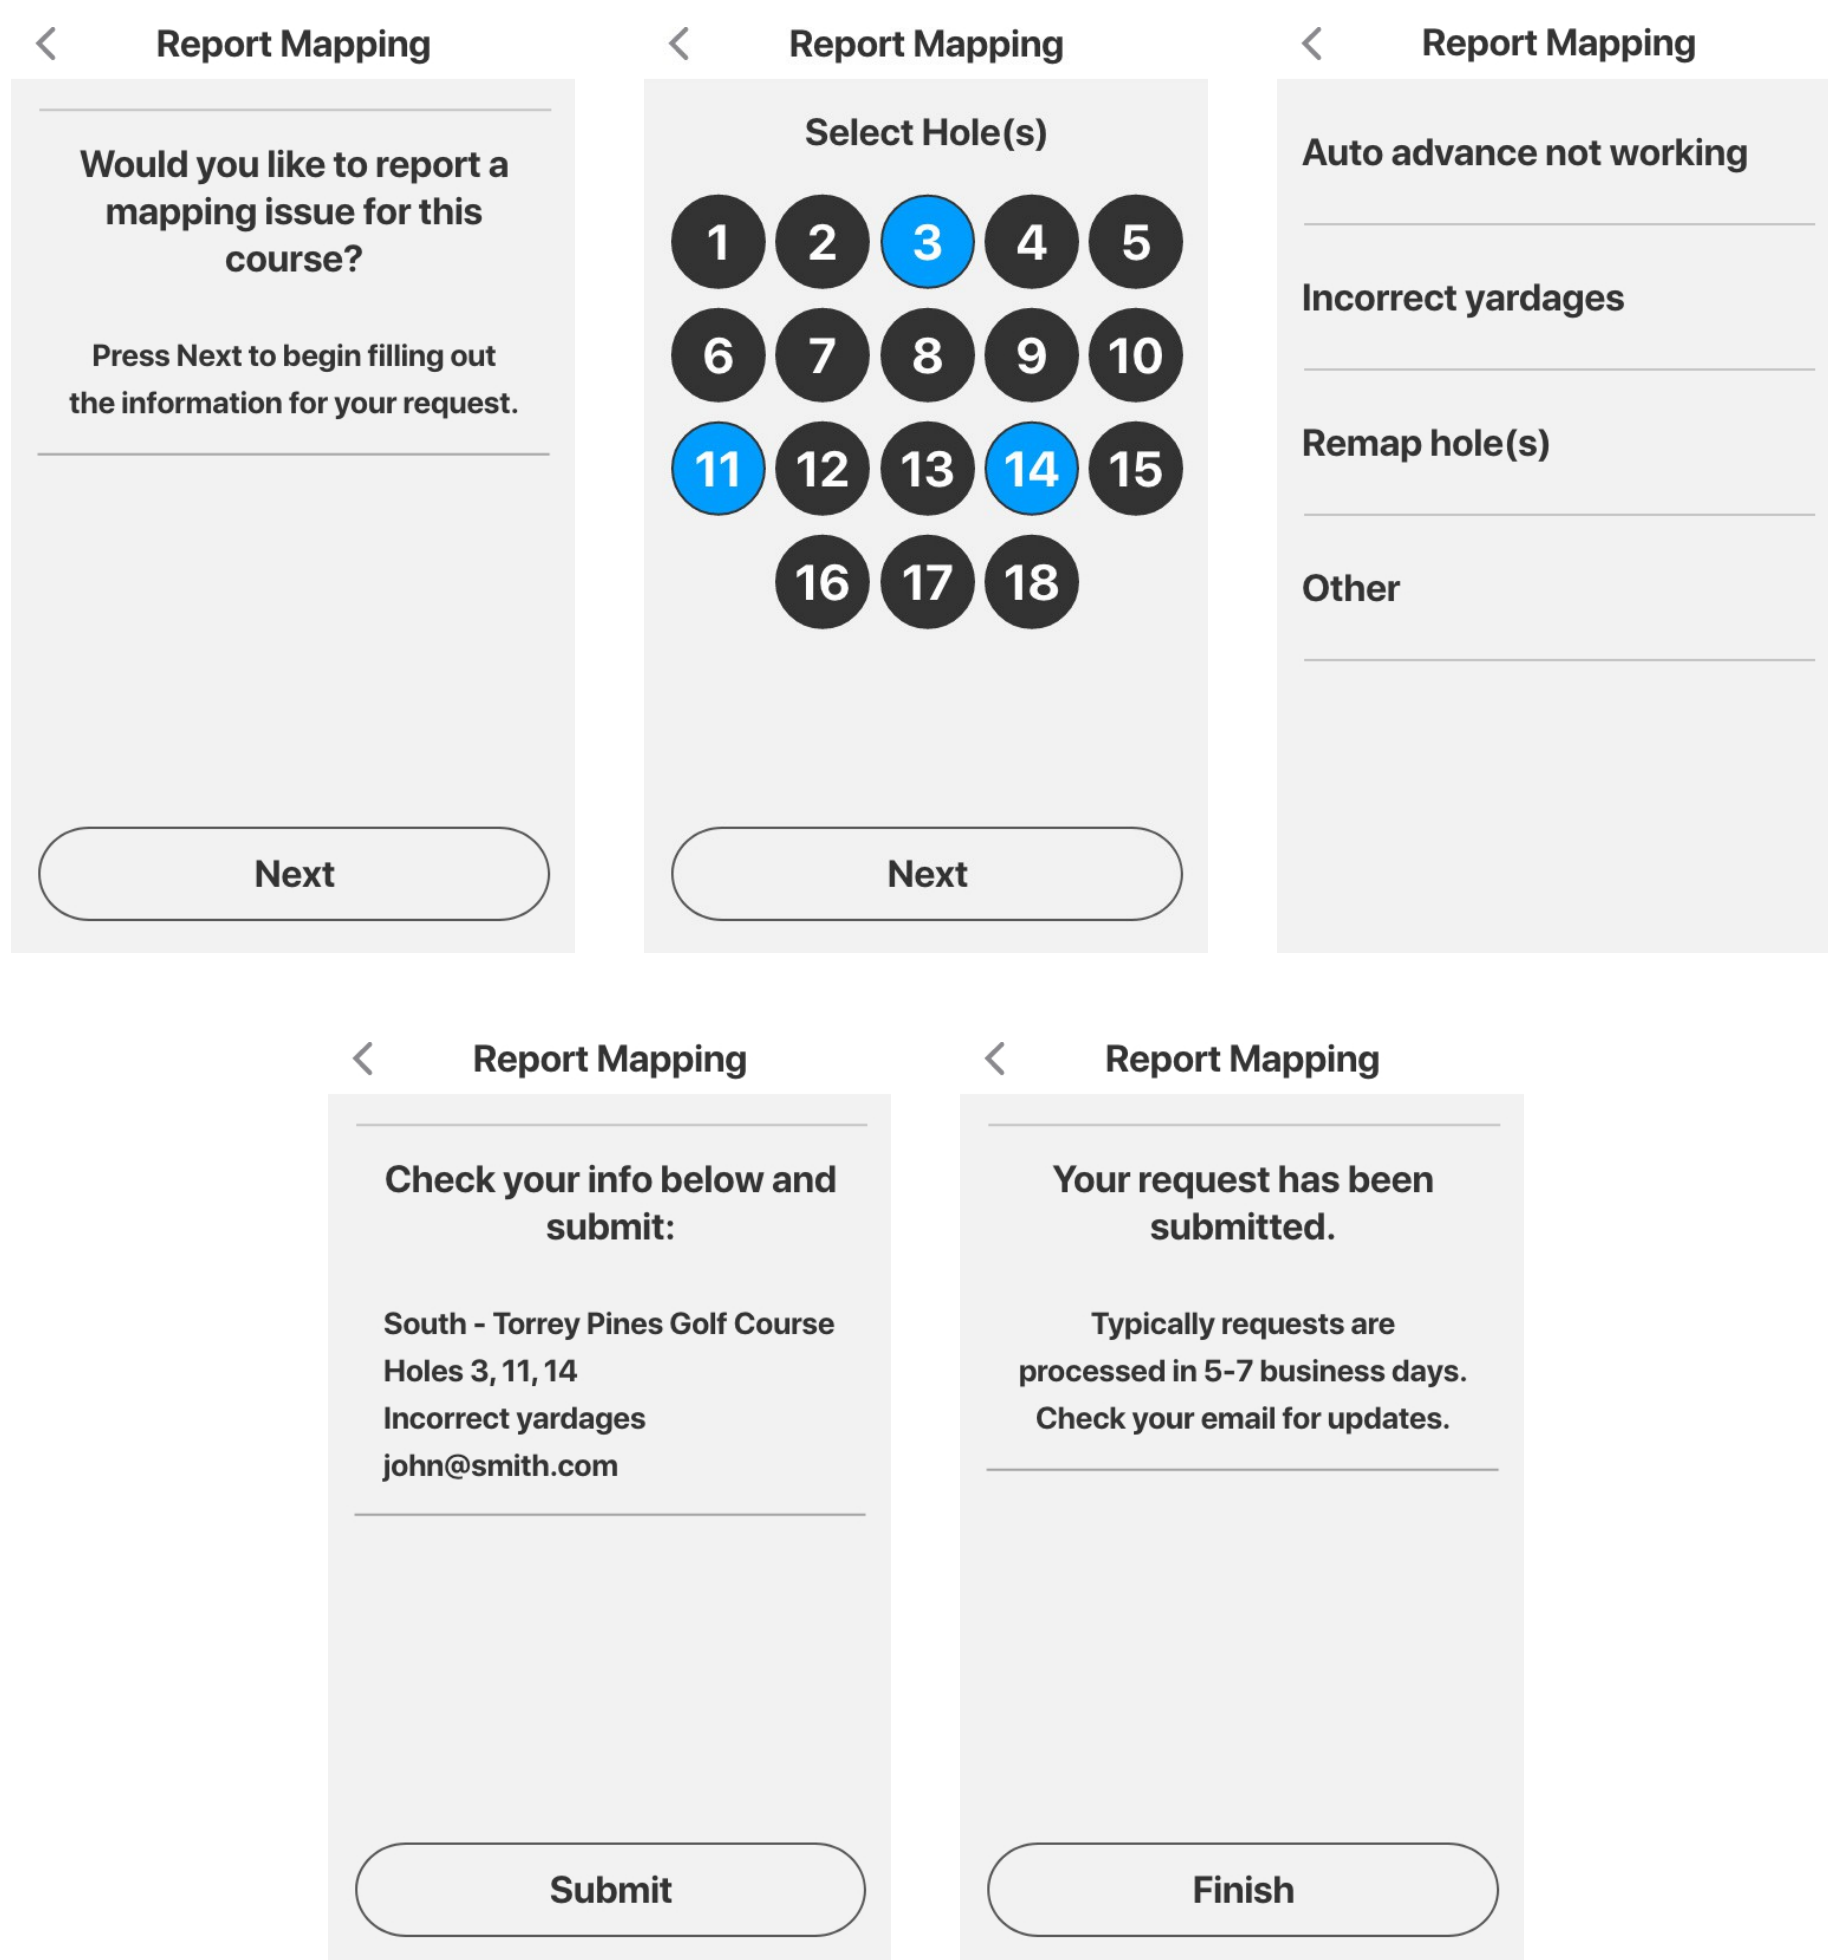 Report Mapping
Would you like to report a
mapping issue for this
course?
Press Next to begin filling out
the information for your request.
Next
Report Mapping
Select Hole(s)
1 2 3 4 5
6 7 8 9 10
11 12 13 14 15
16 17 18
Next
Report Mapping
Auto advance not working
Incorrect yardages
Remap hole(s)
Other
Report Mapping
Check your info below and
submit:
South - Torrey Pines Golf Course
Holes 3, 11, 14
Incorrect yardages
john@smith.com
Submit
Report Mapping
Your request has been
submitted.
Typically requests are
processed in 5-7 business days.
Check your email for updates.
Finish